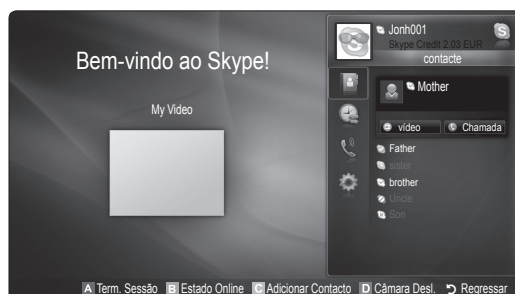 Jonh001
Skype Credit 2.03 EUR
contacte
Bem-vindo ao Skype!
My Video
Mother
vídeo
Chamada
Father
sister
brother
Uncle
Son
A Term. Sessão B Estado Online C Adicionar Contacto D Câmara Desl. Regressar